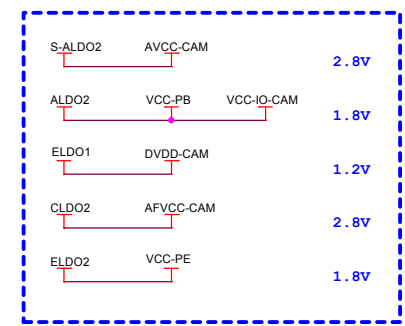 S-ALDO2 AVCC-CAM 2.8V
ALDO2 VCC-PB VCC-IO-CAM 1.8V
ELDO1 DVDD-CAM 1.2V
CLDO2 AFVCC-CAM 2.8V
ELDO2 VCC-PE 1.8V